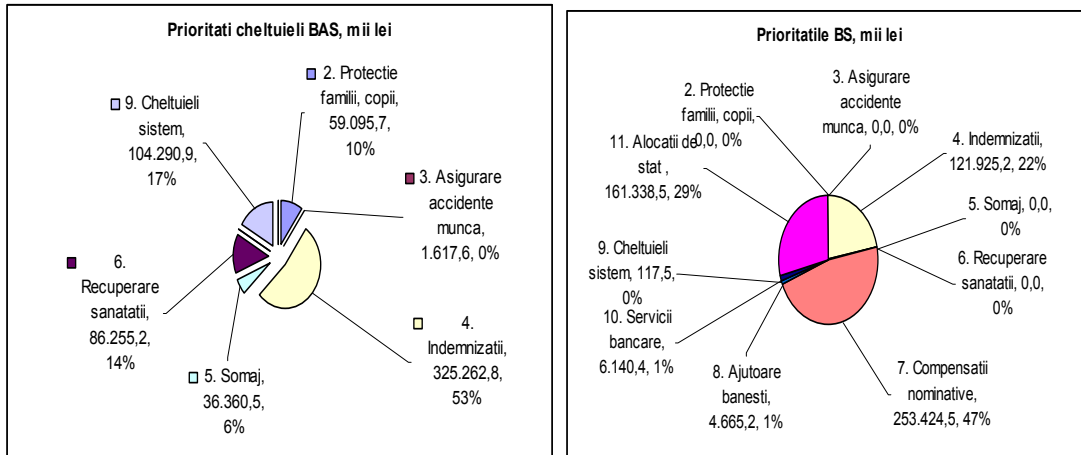 Prioritati cheltuieli BAS, mii lei
2. Protectie
familii, copii,
59.095,7,
10%
3. Asigurare
accidente
munca,
1.617,6, 0%
4.
Indemnizatii,
325.262,8,
53%
5. Somaj,
36.360,5,
6%
6.
Recuperare
sanatatii,
86.255,2,
14%
9. Cheltuieli
sistem,
104.290,9,
17%
Prioritatile BS, mii lei
2. Protectie
familii, copii,
0,0, 0%
3. Asigurare
accidente
munca, 0,0, 0%
4. Indemnizatii,
121.925,2, 22%
5. Somaj, 0,0,
0%
6. Recuperare
sanatatii, 0,0,
0%
7. Compensatii
nominative,
253.424,5, 47%
8. Ajutoare
banesti,
4.665,2, 1%
10. Servicii
bancare,
6.140,4, 1%
9. Cheltuieli
sistem, 117,5,
0%
11. Alocatii de
stat ,
161.338,5, 29%